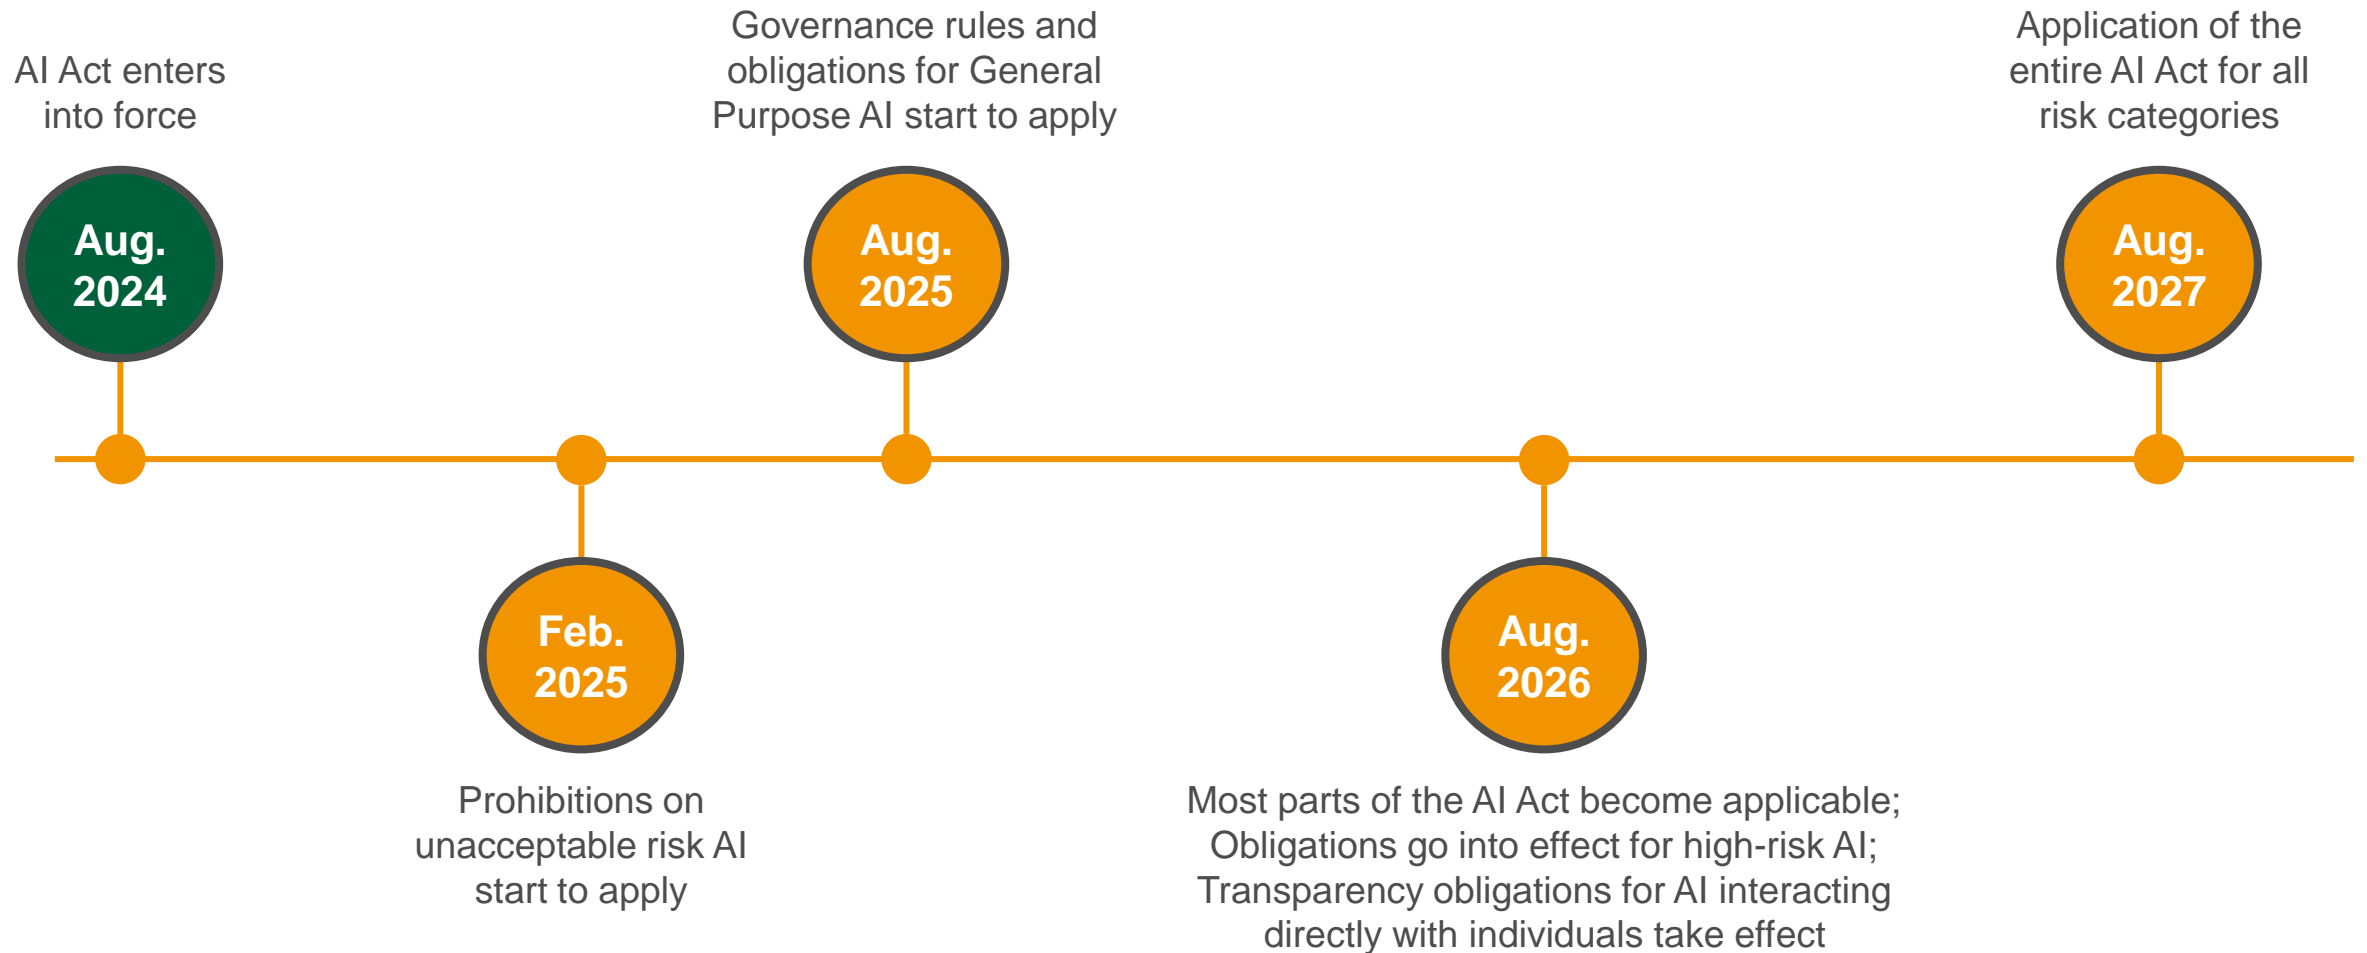 AI Act enters
into force
Aug.
2024
Prohibitions on
unacceptable risk AI
start to apply
Feb.
2025
Governance rules and
obligations for General
Purpose AI start to apply
Aug.
2025
Aug.
2026
Most parts of the AI Act become applicable;
Obligations go into effect for high-risk AI;
Transparency obligations for AI interacting
directly with individuals take effect
Application of the
entire AI Act for all
risk categories
Aug.
2027